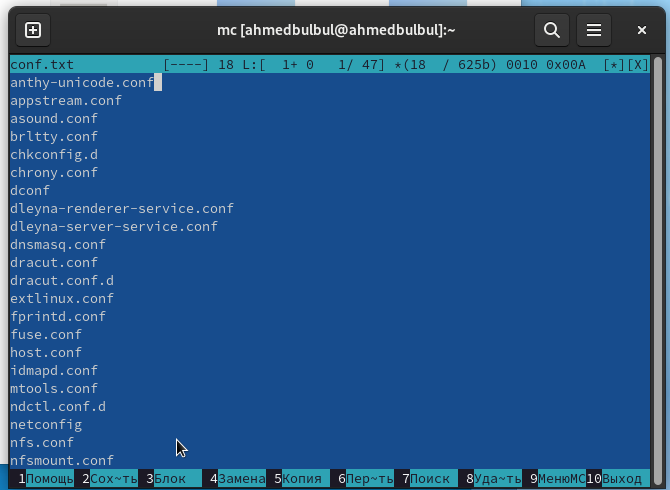 mc [ahmedbulbul@ahmedbulbul]:~
conf.txt [----] 18 L:[ 1+ 0 1/ 47] *(18 / 625b) 0010 0x00A [*][X]
anthy-unicode.conf
appstream.conf
asound.conf
brltty.conf
chkconfig.d
chrony.conf
dconf
dleyna-renderer-service.conf
dleyna-server-service.conf
dnsmasq.conf
dracut.conf
dracut.conf.d
extlinux.conf
fprintd.conf
fuse.conf
host.conf
idmapd.conf
mtools.conf
ndctl.conf.d
netconfig
nfs.conf
nfsmount.conf
1Помощь 2Сох~ть 3Блок 4Замена 5Копия 6Пер~ть 7Поиск 8Уда~ть 9МенюMC 10Выход